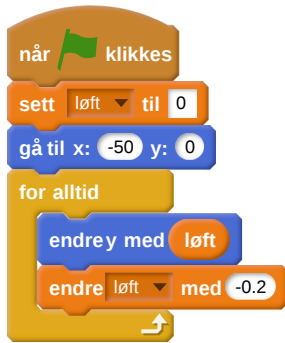 når klikkes
sett løft til 0
gå til x: -50 y: 0
for alltid
endre y med løft
endre løft med -0.2